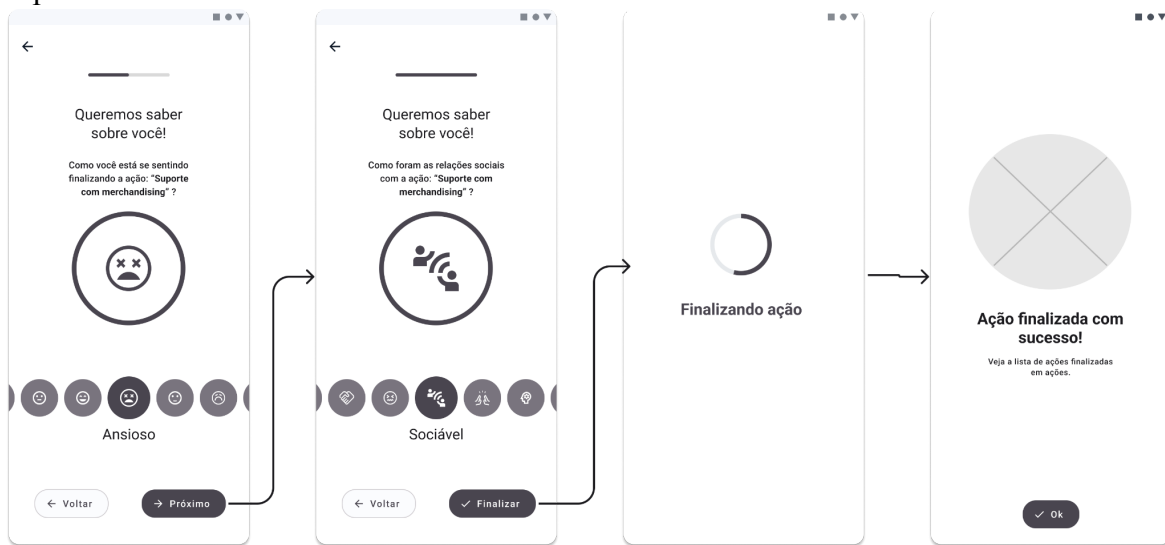 Queremos saber
sobre você!
Como você está se sentindo
finalizando a ação: “Suporte
com merchandising” ?
Ansioso
Voltar
Próximo
Queremos saber
sobre você!
Como foram as relações sociais
com a ação: “Suporte com
merchandising” ?
Sociável
Voltar
Finalizar
Finalizando ação
Ação finalizada com
sucesso!
Veja a lista de ações finalizadas
em ações.
Ok